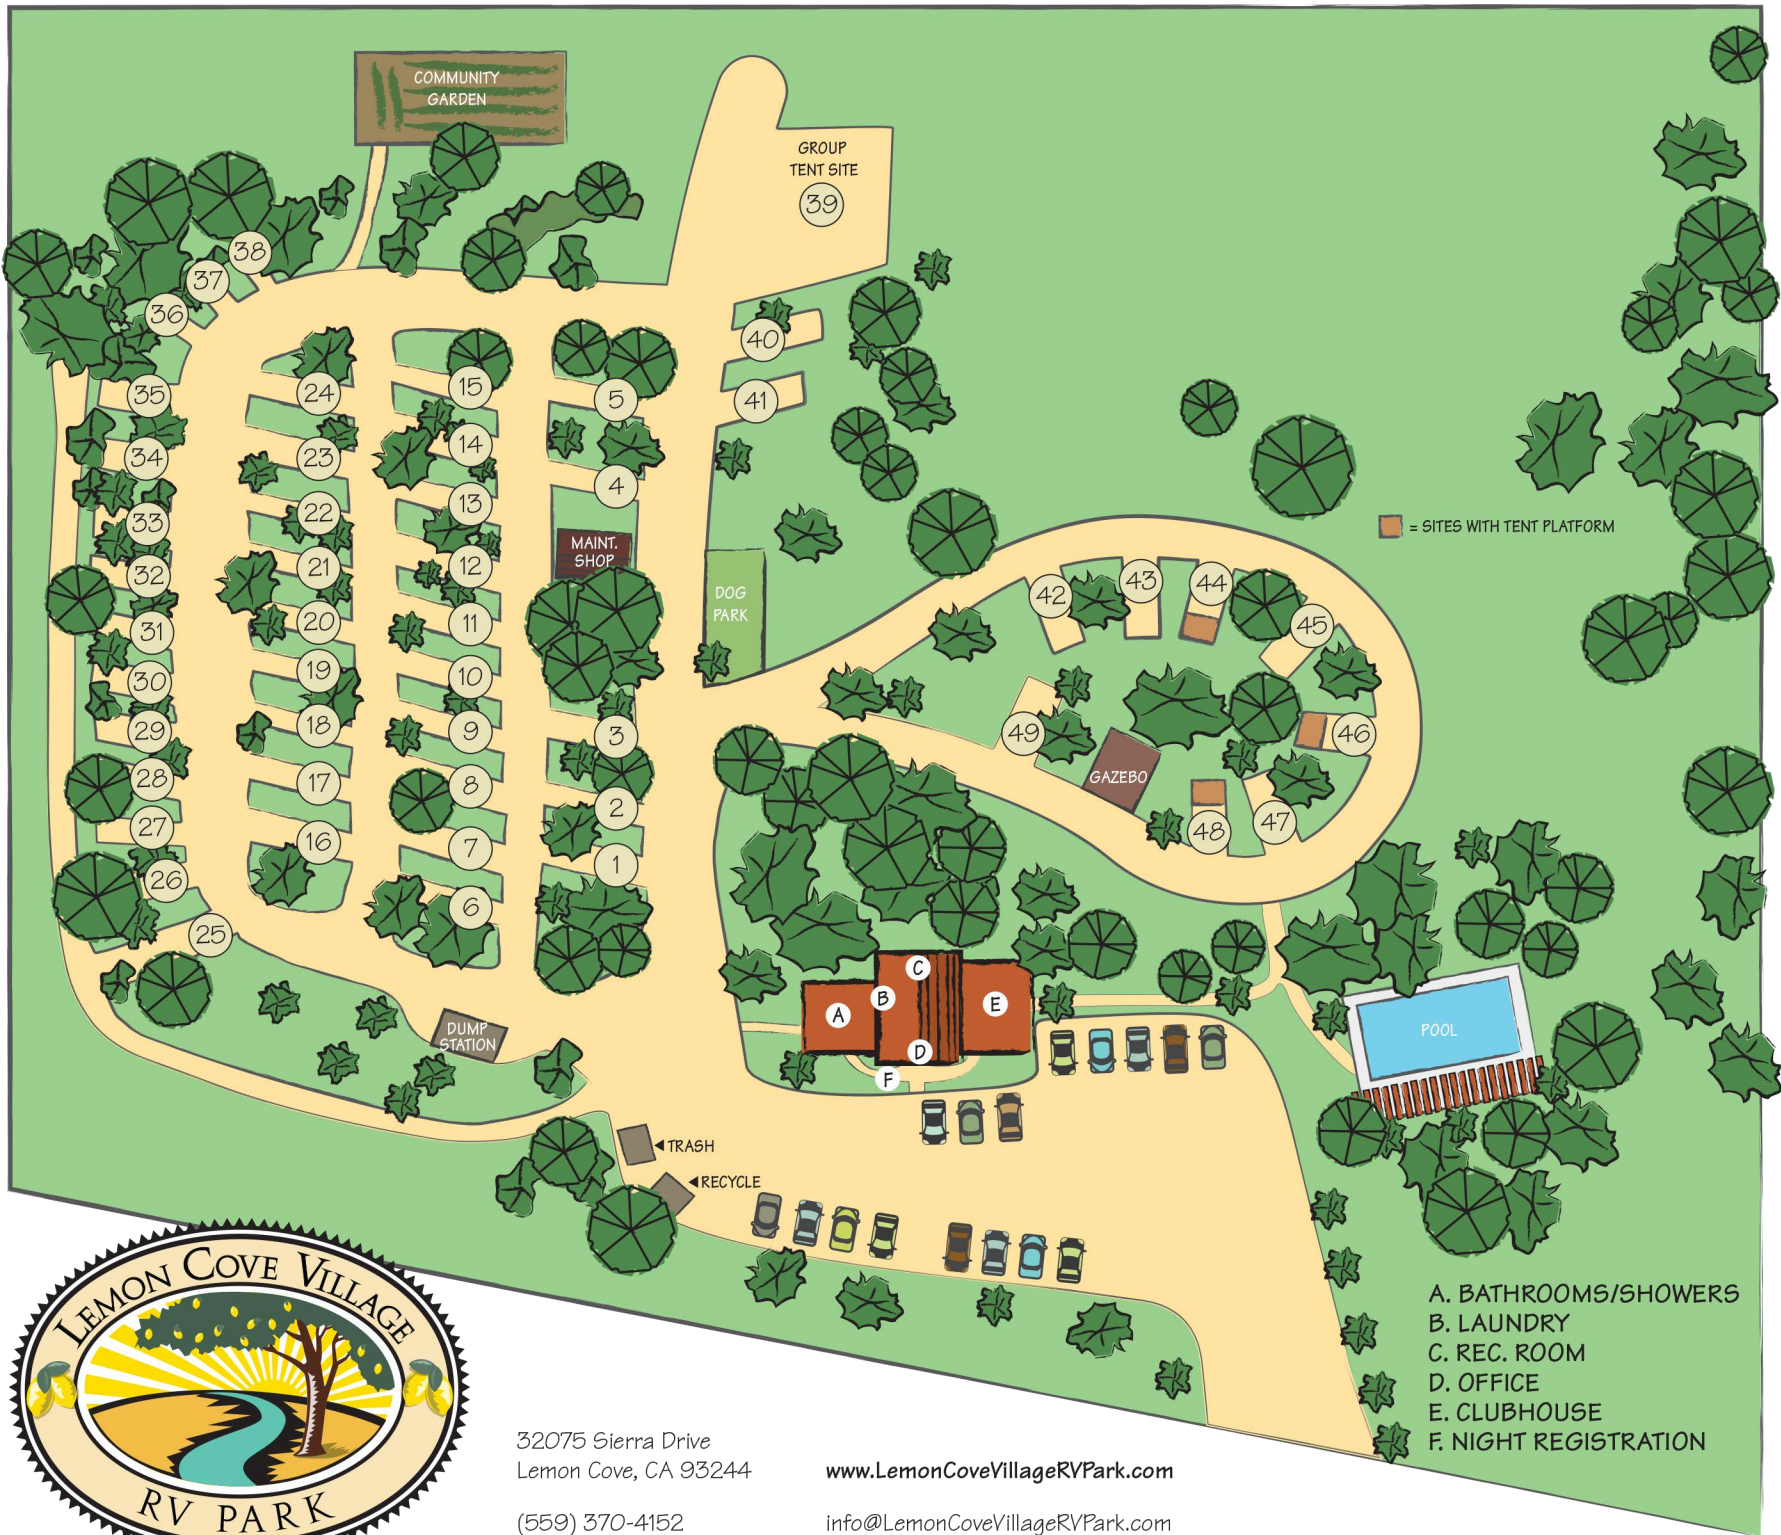 COMMUNITY
GARDEN
GROUP
TENT SITE
39
38
37
36
40
41
35
24
15
5
34
23
14
4
33
22
13
MAINT.
SHOP
32
21
12
31
20
11
30
19
10
29
18
9
3
28
17
8
2
27
16
7
1
26
6
25
DOG
PARK
= SITES WITH TENT PLATFORM
42
43
44
45
46
47
48
49
GAZEBO
DUMP
STATION
A
B
C
D
E
F
POOL
TRASH
RECYCLE
A. BATHROOMS/SHOWERS
B. LAUNDRY
C. REC. ROOM
D. OFFICE
E. CLUBHOUSE
F. NIGHT REGISTRATION
LEMON COVE VILLAGE
RV PARK
32075 Sierra Drive
Lemon Cove, CA 93244
(559) 370-4152
www.LemonCoveVillageRVPark.com
info@LemonCoveVillageRVPark.com